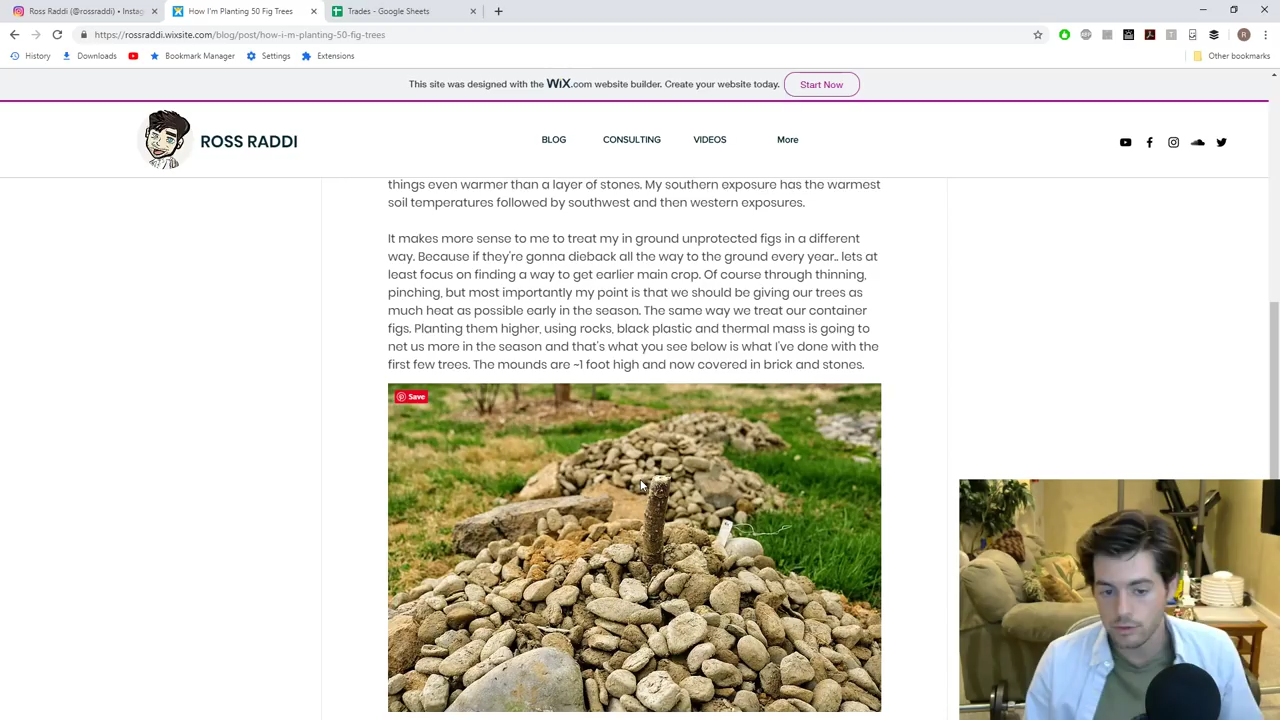 Ross Raddi (@rossraddi) • Instag
How I'm Planting 50 Fig Trees
Trades - Google Sheets
https://rossraddi.wixsite.com/blog/post/how-i-m-planting-50-fig-trees
History
Downloads
Bookmark Manager
Settings
Extensions
Other bookmarks
This site was designed with the WiX.com website builder. Create your website today.
Start Now
ROSS RADDI
BLOG
CONSULTING
VIDEOS
More
things even warmer than a layer of stones. My southern exposure has the warmest
soil temperatures followed by southwest and then western exposures.
It makes more sense to me to treat my in ground unprotected figs in a different
way. Because if they're gonna dieback all the way to the ground every year.. lets at
least focus on finding a way to get earlier main crop. Of course through thinning,
pinching, but most importantly my point is that we should be giving our trees as
much heat as possible early in the season. The same way we treat our container
figs. Planting them higher, using rocks, black plastic and thermal mass is going to
net us more in the season and that's what you see below is what I've done with the
first few trees. The mounds are ~1 foot high and now covered in brick and stones.
Save